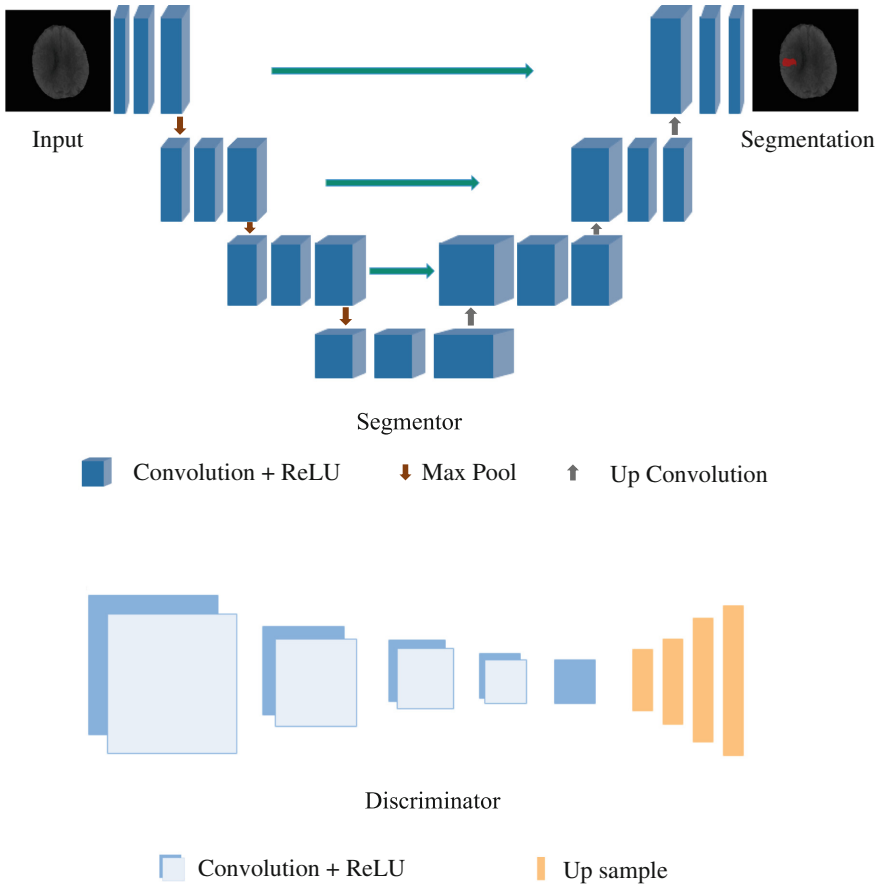 Input
Segmentation
Segmentor
Convolution + ReLU
Max Pool
Up Convolution
Discriminator
Convolution + ReLU
Up sample